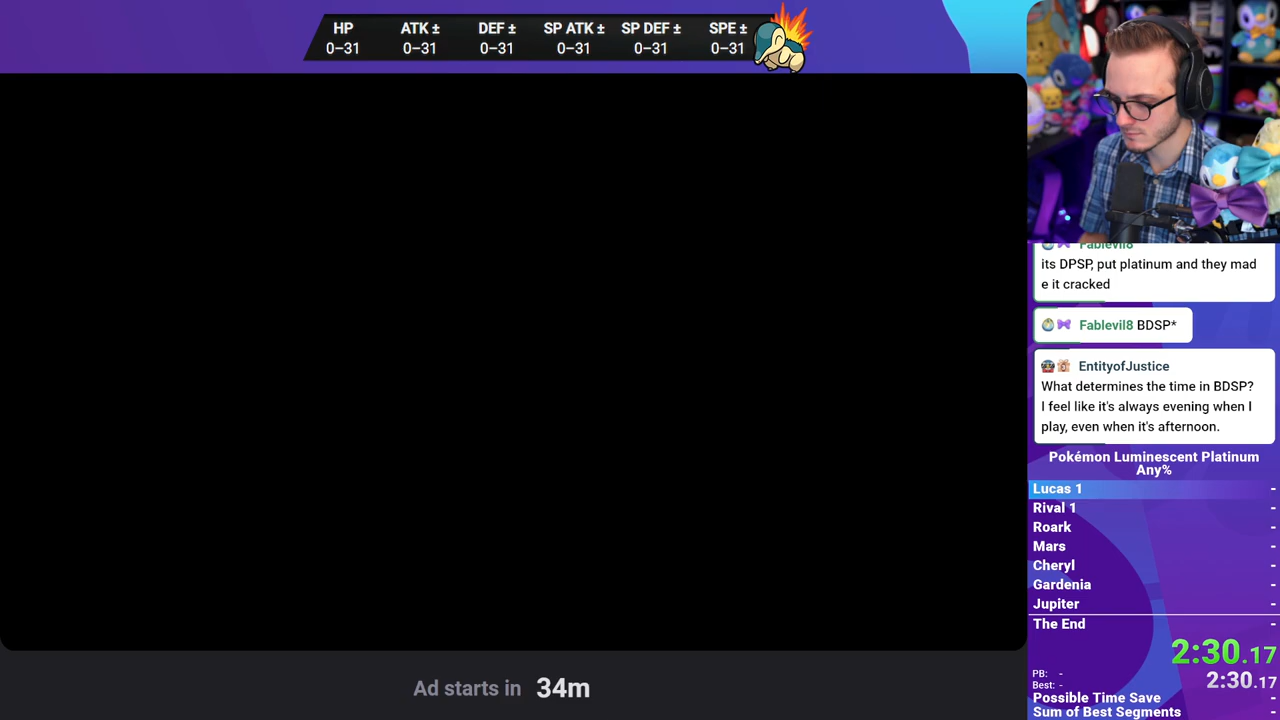 HP ATK ± DEF ± SP ATK ± SP DEF ± SPE ±
0–31 0–31 0–31 0–31 0–31 0–31
Fablevil8
its DPSP, put platinum and they mad
e it cracked
Fablevil8 BDSP*
EntityofJustice
What determines the time in BDSP?
I feel like it's always evening when I
play, even when it's afternoon.
Pokémon Luminescent Platinum
Any%
Lucas 1 -
Rival 1 -
Roark -
Mars -
Cheryl -
Gardenia -
Jupiter -
The End -
2:30.17
PB: -
Best: - 2:30.17
Possible Time Save -
Sum of Best Segments -
Ad starts in 34m